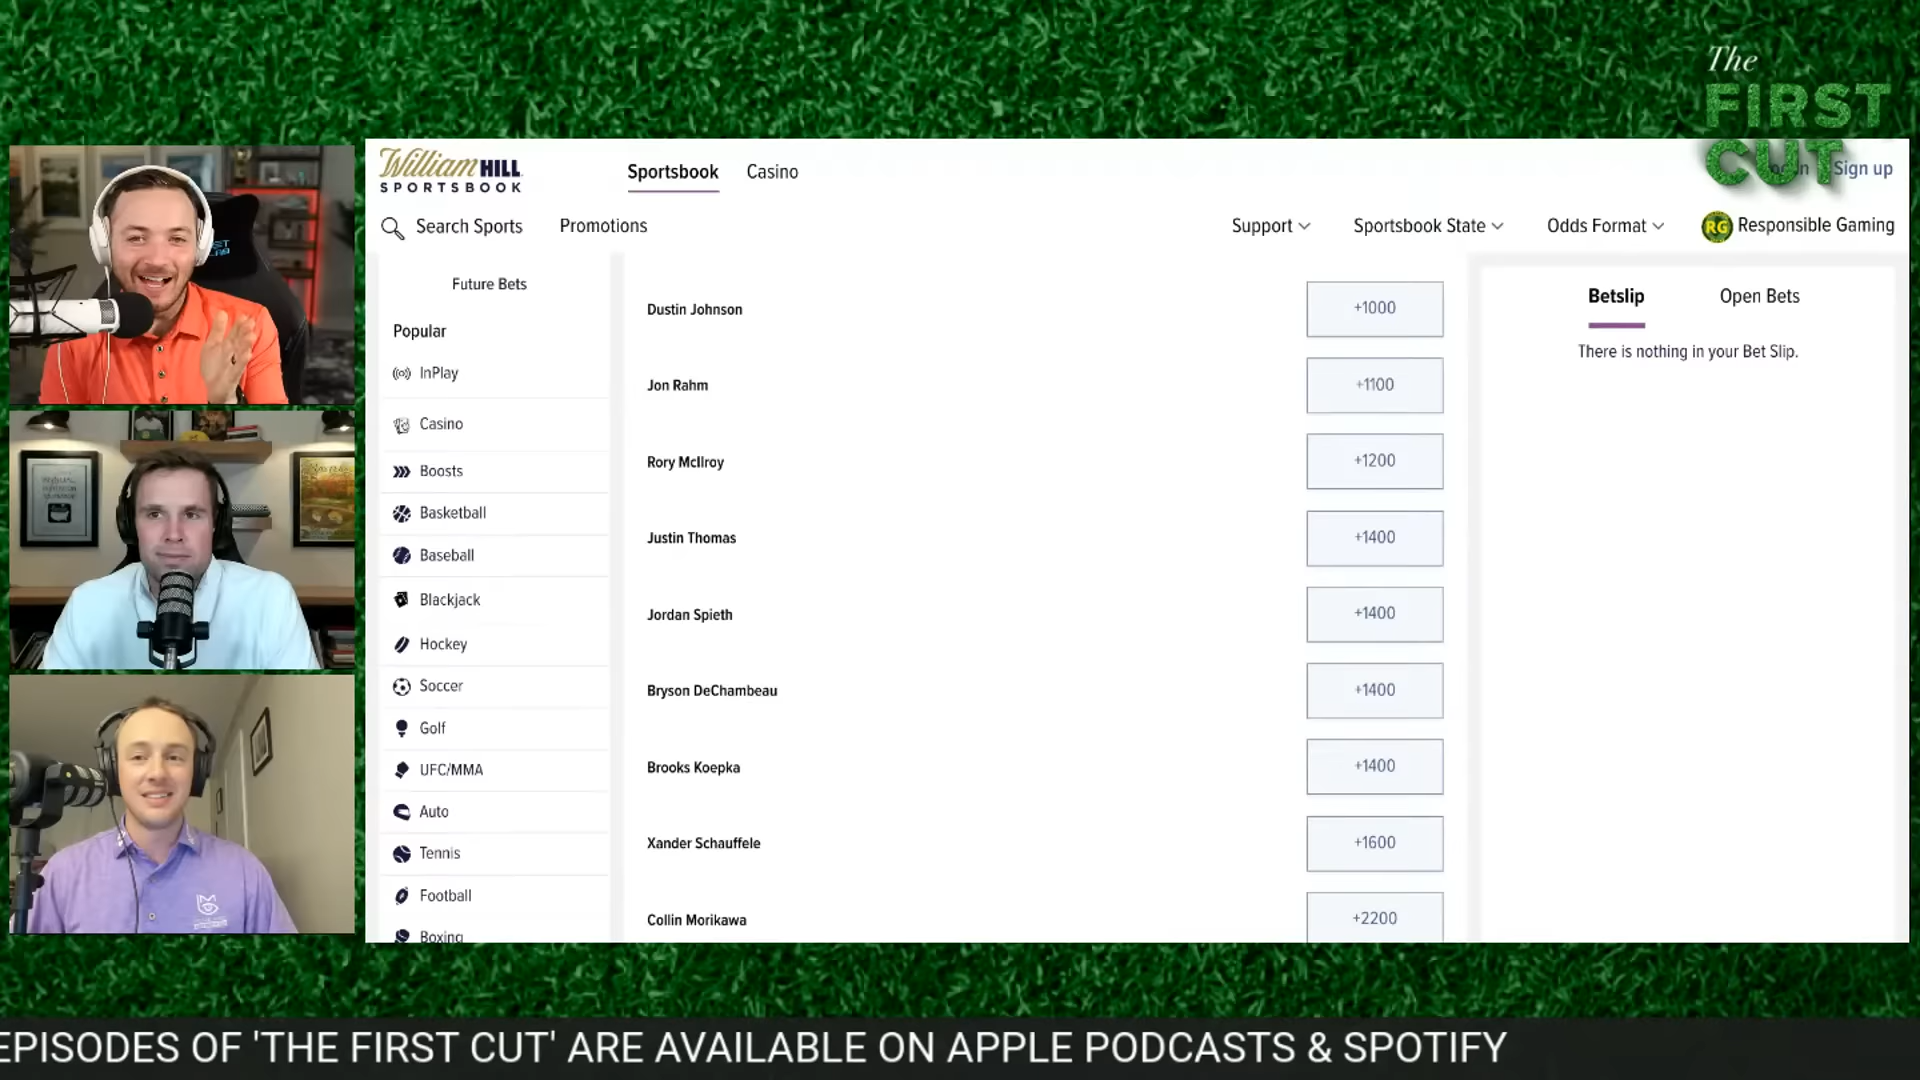 The
FIRST
CUT
William HILL
SPORTSBOOK
Sportsbook
Casino
Sign up
Search Sports
Promotions
Support
Sportsbook State
Odds Format
RG
Responsible Gaming
Future Bets
Popular
InPlay
Casino
Boosts
Basketball
Baseball
Blackjack
Hockey
Soccer
Golf
UFC/MMA
Auto
Tennis
Football
Boxing
Dustin Johnson
+1000
Jon Rahm
+1100
Rory McIlroy
+1200
Justin Thomas
+1400
Jordan Spieth
+1400
Bryson DeChambeau
+1400
Brooks Koepka
+1400
Xander Schauffele
+1600
Collin Morikawa
+2200
Betslip
Open Bets
There is nothing in your Bet Slip.
EPISODES OF 'THE FIRST CUT' ARE AVAILABLE ON APPLE PODCASTS & SPOTIFY